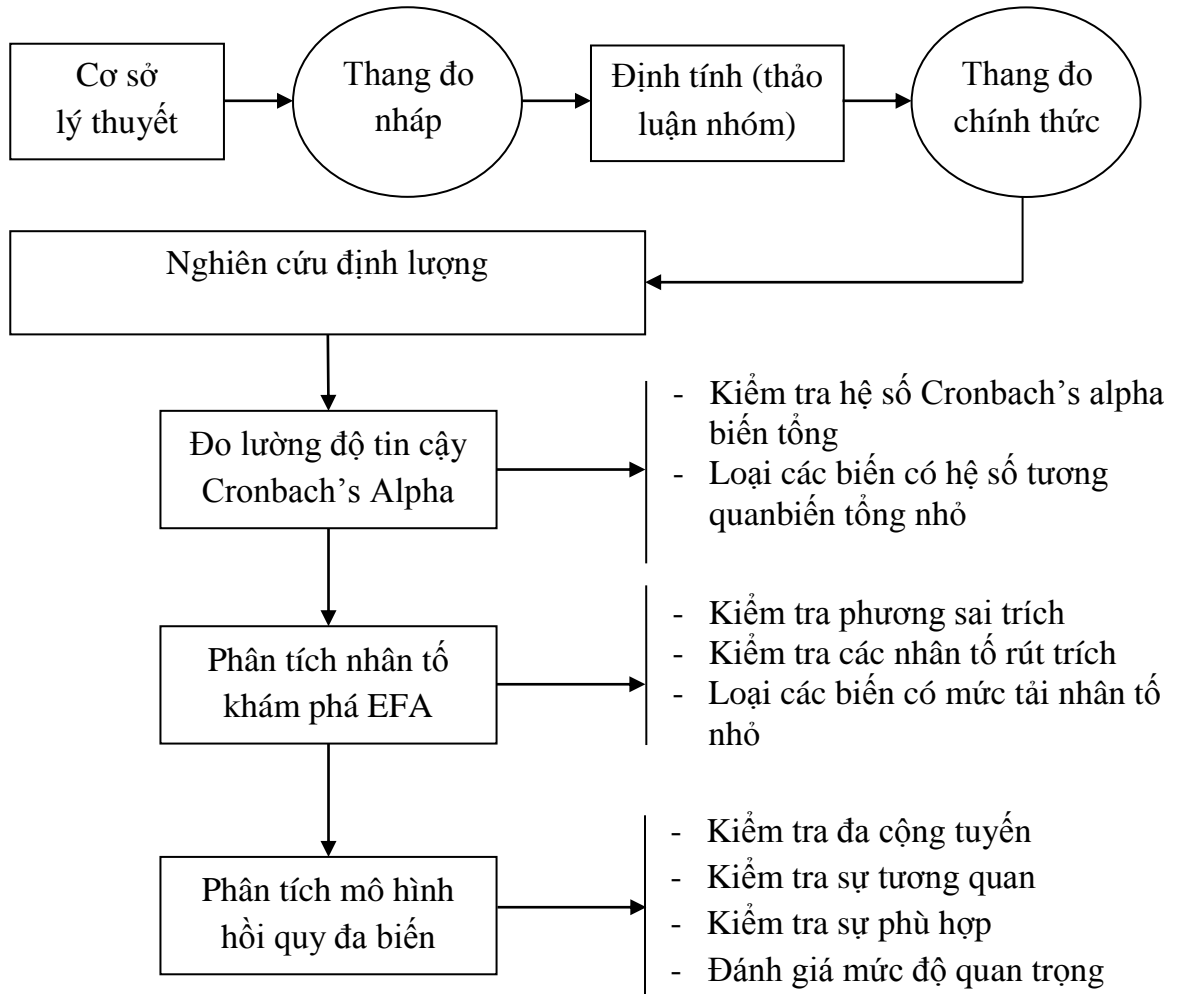 Cơ sở
lý thuyết
Thang đo
nháp
Định tính (thảo
luận nhóm)
Thang đo
chính thức
Nghiên cứu định lượng
Đo lường độ tin cậy
Cronbach’s Alpha
- Kiểm tra hệ số Cronbach’s alpha
biến tổng
- Loại các biến có hệ số tương
quanbiến tổng nhỏ
Phân tích nhân tố
khám phá EFA
- Kiểm tra phương sai trích
- Kiểm tra các nhân tố rút trích
- Loại các biến có mức tải nhân tố
nhỏ
Phân tích mô hình
hồi quy đa biến
- Kiểm tra đa cộng tuyến
- Kiểm tra sự tương quan
- Kiểm tra sự phù hợp
- Đánh giá mức độ quan trọng